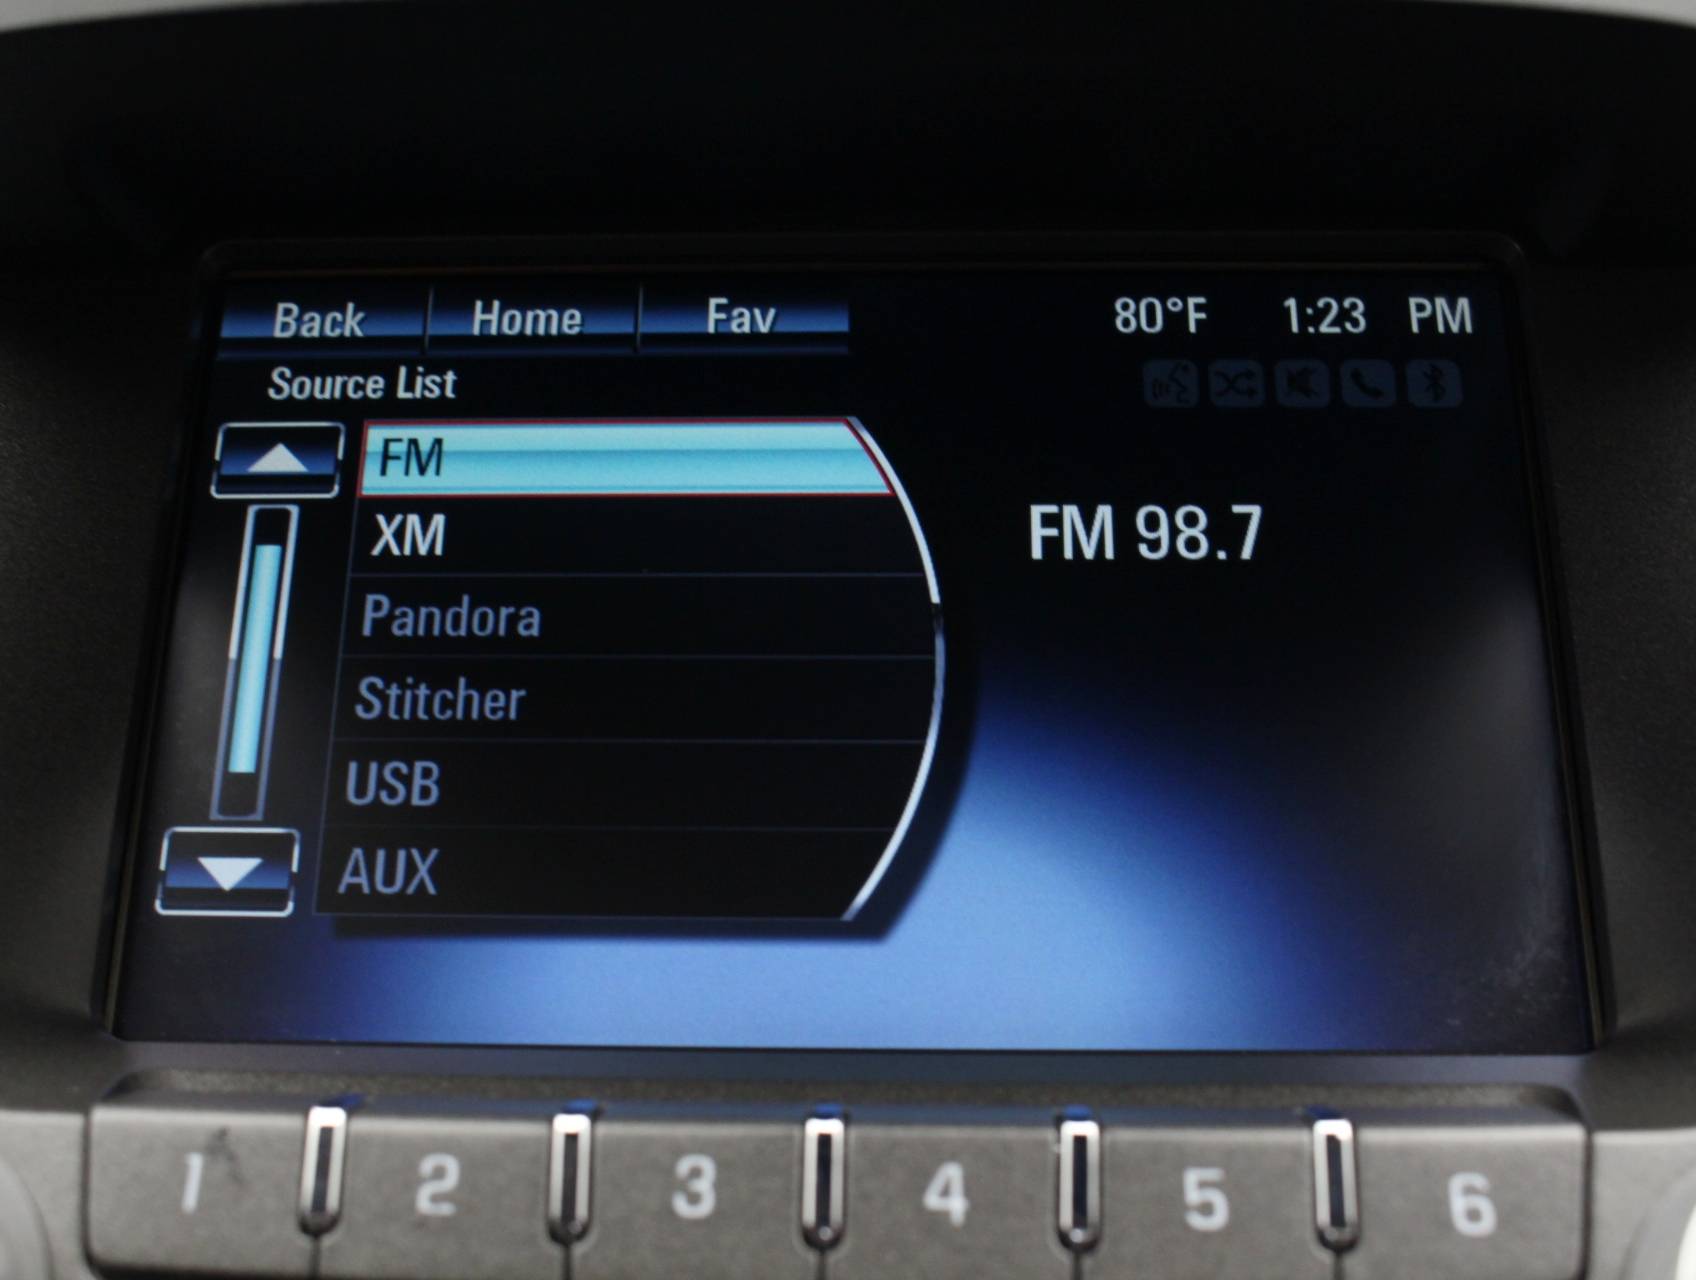 Back Home Fav 80°F 1:23 PM
Source List
FM
XM
FM 98.7
Pandora
Stitcher
USB
AUX
1 2 3 4 5 6